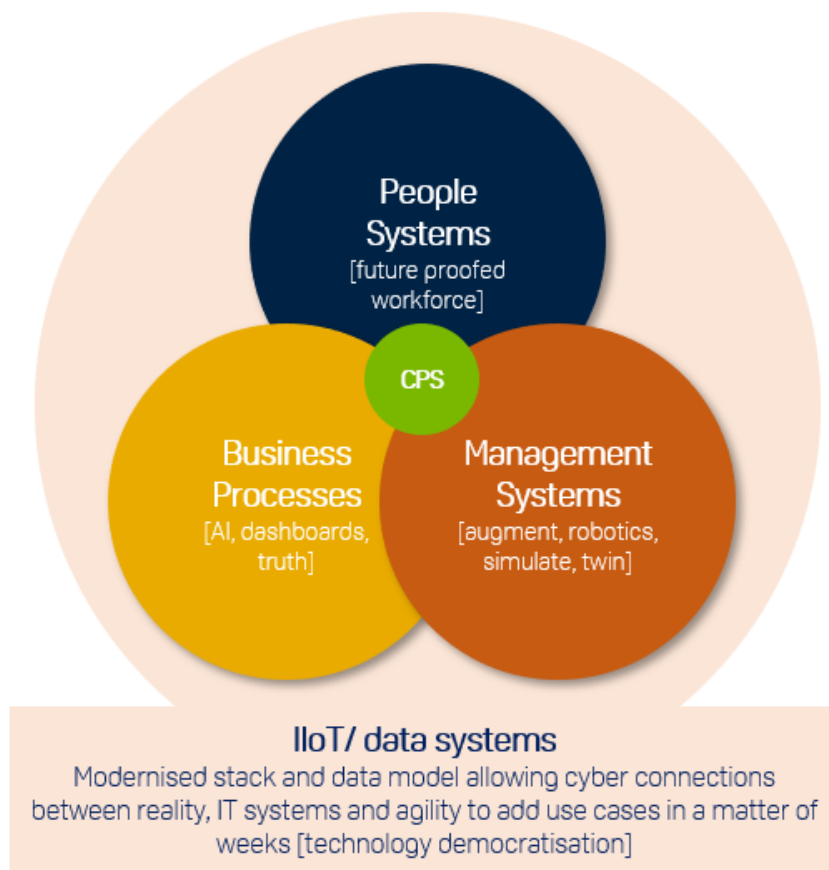 People
Systems
[future proofed
workforce]
CPS
Business
Processes
[AI, dashboards,
truth]
Management
Systems
[augment, robotics,
simulate, twin]
IIoT/ data systems
Modernised stack and data model allowing cyber connections
between reality, IT systems and agility to add use cases in a matter of
weeks [technology democratisation]